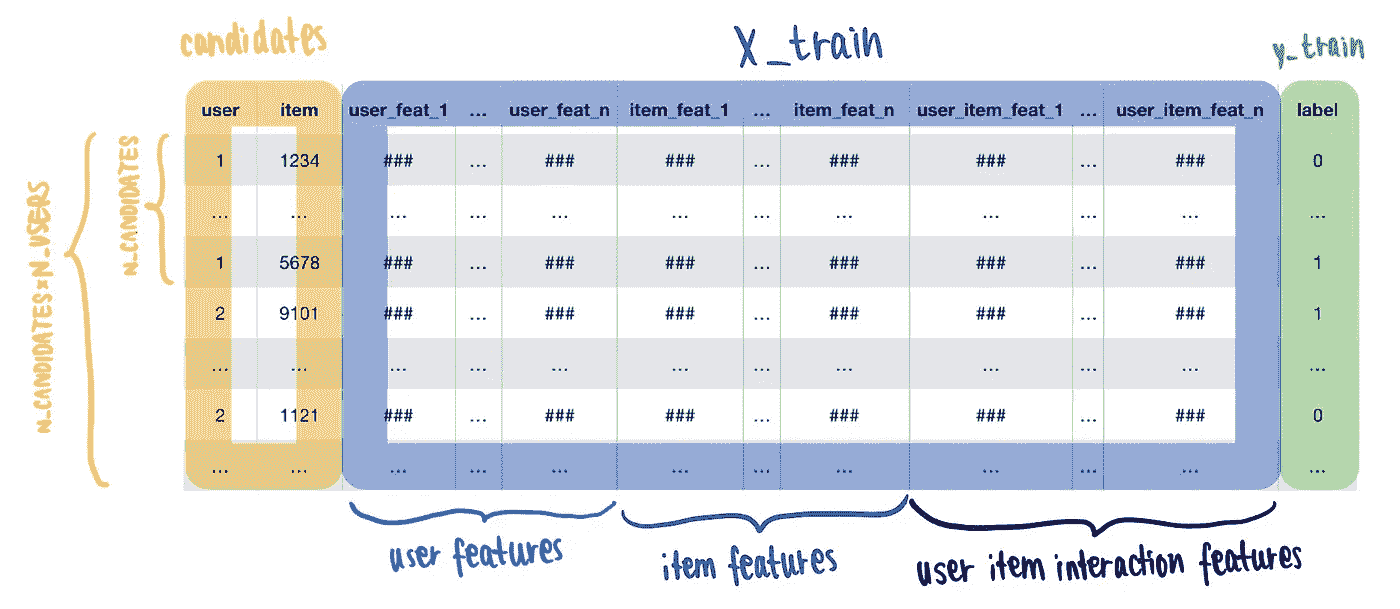 candidates X_train y_train
user item user_feat_1 ... user_feat_n item_feat_1 ... item_feat_n user_item_feat_1 ... user_item_feat_n label
1 1234 ### ... ### ### ... ### ### ... ### 0
... ... ... ... ... ... ... ... ... ... ... ...
1 5678 ### ... ### ### ... ### ### ... ### 1
2 9101 ### ... ### ### ... ### ### ... ### 1
... ... ... ... ... ... ... ... ... ... ... ...
2 1121 ### ... ### ### ... ### ### ... ### 0
... ... ... ... ... ... ... ... ... ... ... ...
N_CANDIDATES
N_CANDIDATES*N_USERS
user features item features user item interaction features